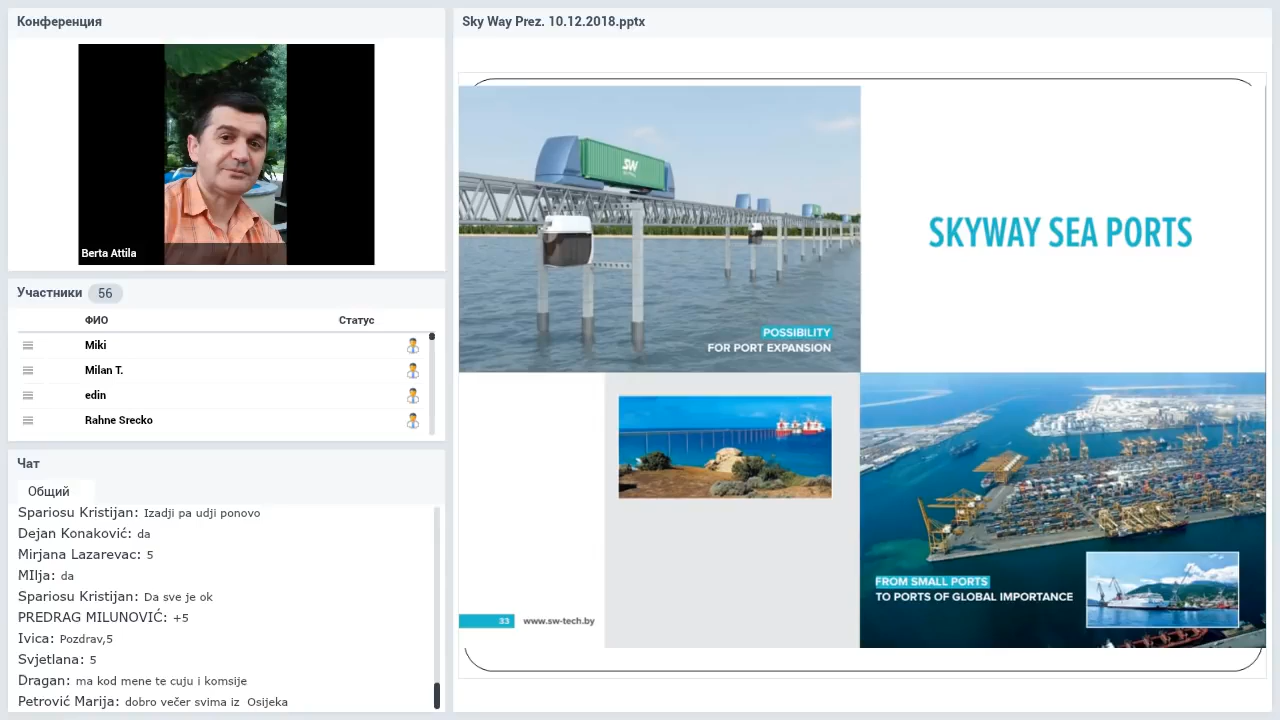 Конференция
Berta Attila
Участники 56
ФИО Статус
Miki
Milan T.
edin
Rahne Srecko
Чат
Общий
Spariosu Kristijan: Izadji pa udji ponovo
Dejan Konaković: da
Mirjana Lazarevac: 5
MIlja: da
Spariosu Kristijan: Da sve je ok
PREDRAG MILUNOVIĆ: +5
Ivica: Pozdrav,5
Svjetlana: 5
Dragan: ma kod mene te cuju i komsije
Petrović Marija: dobro večer svima iz Osijeka
Sky Way Prez. 10.12.2018.pptx
SW
POSSIBILITY
FOR PORT EXPANSION
SKYWAY SEA PORTS
33 www.sw-tech.by
FROM SMALL PORTS
TO PORTS OF GLOBAL IMPORTANCE